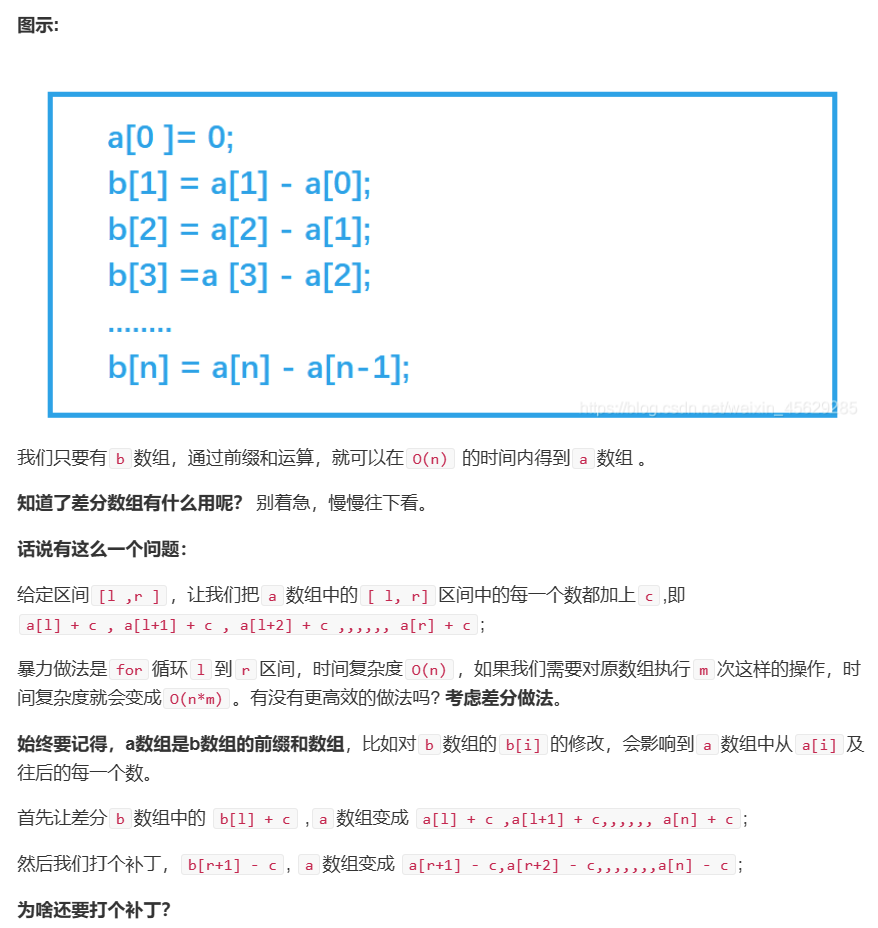 图示:
a[0 ]= 0;
b[1] = a[1] - a[0];
b[2] = a[2] - a[1];
b[3] =a [3] - a[2];
........
b[n] = a[n] - a[n-1];
https://blog.csdn.net/weixin_45629285
我们只要有 b 数组，通过前缀和运算，就可以在 O(n) 的时间内得到 a 数组 。
知道了差分数组有什么用呢？ 别着急，慢慢往下看。
话说有这么一个问题：
给定区间 [l ,r ] ，让我们把 a 数组中的 [ l, r] 区间中的每一个数都加上 c ,即
a[l] + c , a[l+1] + c , a[l+2] + c ,,,,,, a[r] + c ；
暴力做法是 for 循环 l 到 r 区间，时间复杂度 O(n) ，如果我们需要对原数组执行 m 次这样的操作，时
间复杂度就会变成 O(n*m) 。有没有更高效的做法吗? 考虑差分做法。
始终要记得，a数组是b数组的前缀和数组，比如对 b 数组的 b[i] 的修改，会影响到 a 数组中从 a[i] 及
往后的每一个数。
首先让差分 b 数组中的 b[l] + c , a 数组变成 a[l] + c ,a[l+1] + c,,,,,, a[n] + c ；
然后我们打个补丁， b[r+1] - c ， a 数组变成 a[r+1] - c,a[r+2] - c,,,,,,,a[n] - c ；
为啥还要打个补丁？